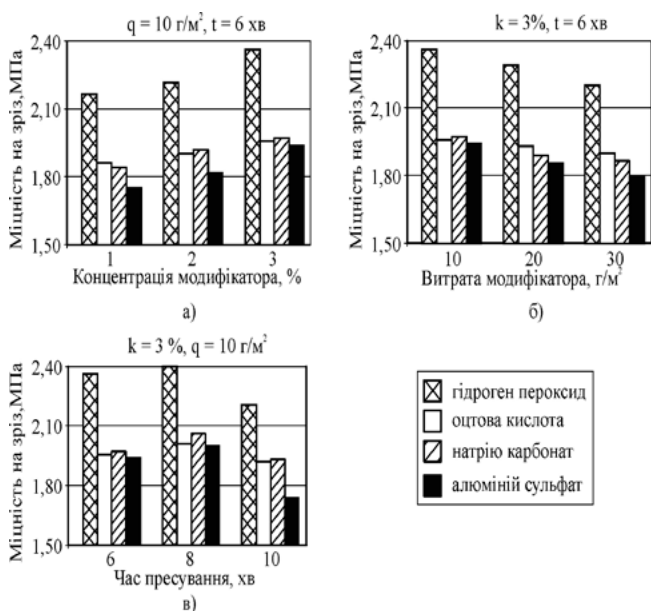 q = 10 г/м², t = 6 хв
Міцність на зріз,МПа
2,40
2,10
1,80
1,50
1 2 3
Концентрація модифікатора, %
а)
k = 3%, t = 6 хв
Міцність на зріз,МПа
2,40
2,10
1,80
1,50
10 20 30
Витрата модифікатора, г/м²
б)
k = 3 %, q = 10 г/м²
Міцність на зріз,МПа
2,40
2,10
1,80
1,50
6 8 10
Час пресування, хв
в)
гідроген пероксид
оцтова кислота
натрію карбонат
алюміній сульфат